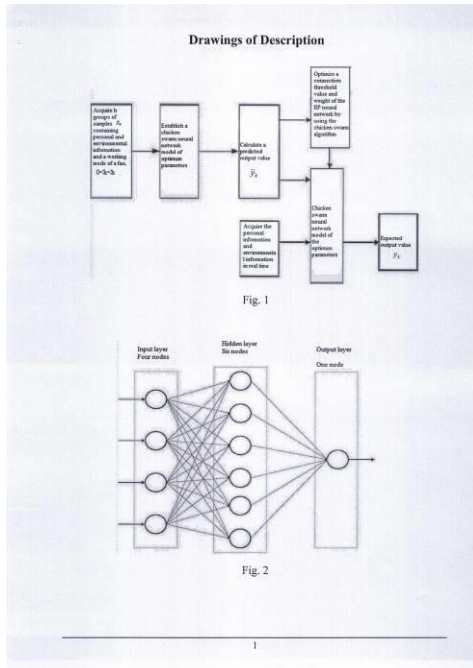 Drawings of Description
Acquire h
groups of
samples
containing
personal and
environmental
information
and a working
mode of a fan,
Establish a
chicken
swarm neural
network
model of
optimum
parameters
Calculate a
predicted
output value
Optimize a
connection
threshold
value and
weight of the
BP neural
network by
using the
chicken swarm
algorithm
Acquire the
personal
information
and
environmenta
l information
in real time
Chicken
swarm
neural
network
model of
the
optimum
parameters
Expected
output value
Fig. 1
Input layer
Four nodes
Hidden layer
Six nodes
Output layer
One node
Fig. 2
1